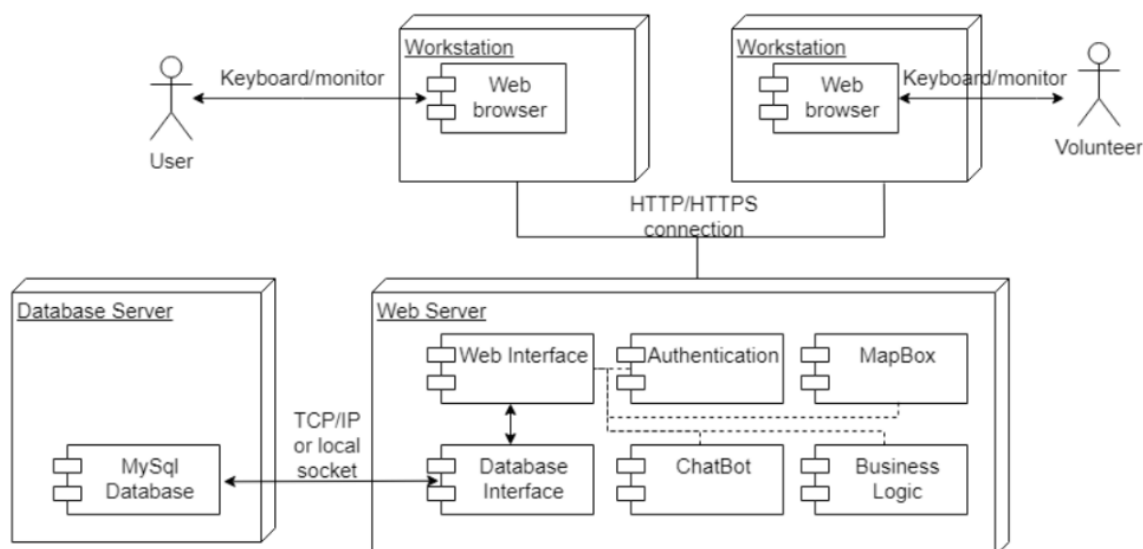 Workstation
Web
browser
Keyboard/monitor
User
Workstation
Web
browser
Keyboard/monitor
Volunteer
HTTP/HTTPS
connection
Database Server
MySql
Database
TCP/IP
or local
socket
Web Server
Web Interface
Authentication
MapBox
Database
Interface
ChatBot
Business
Logic